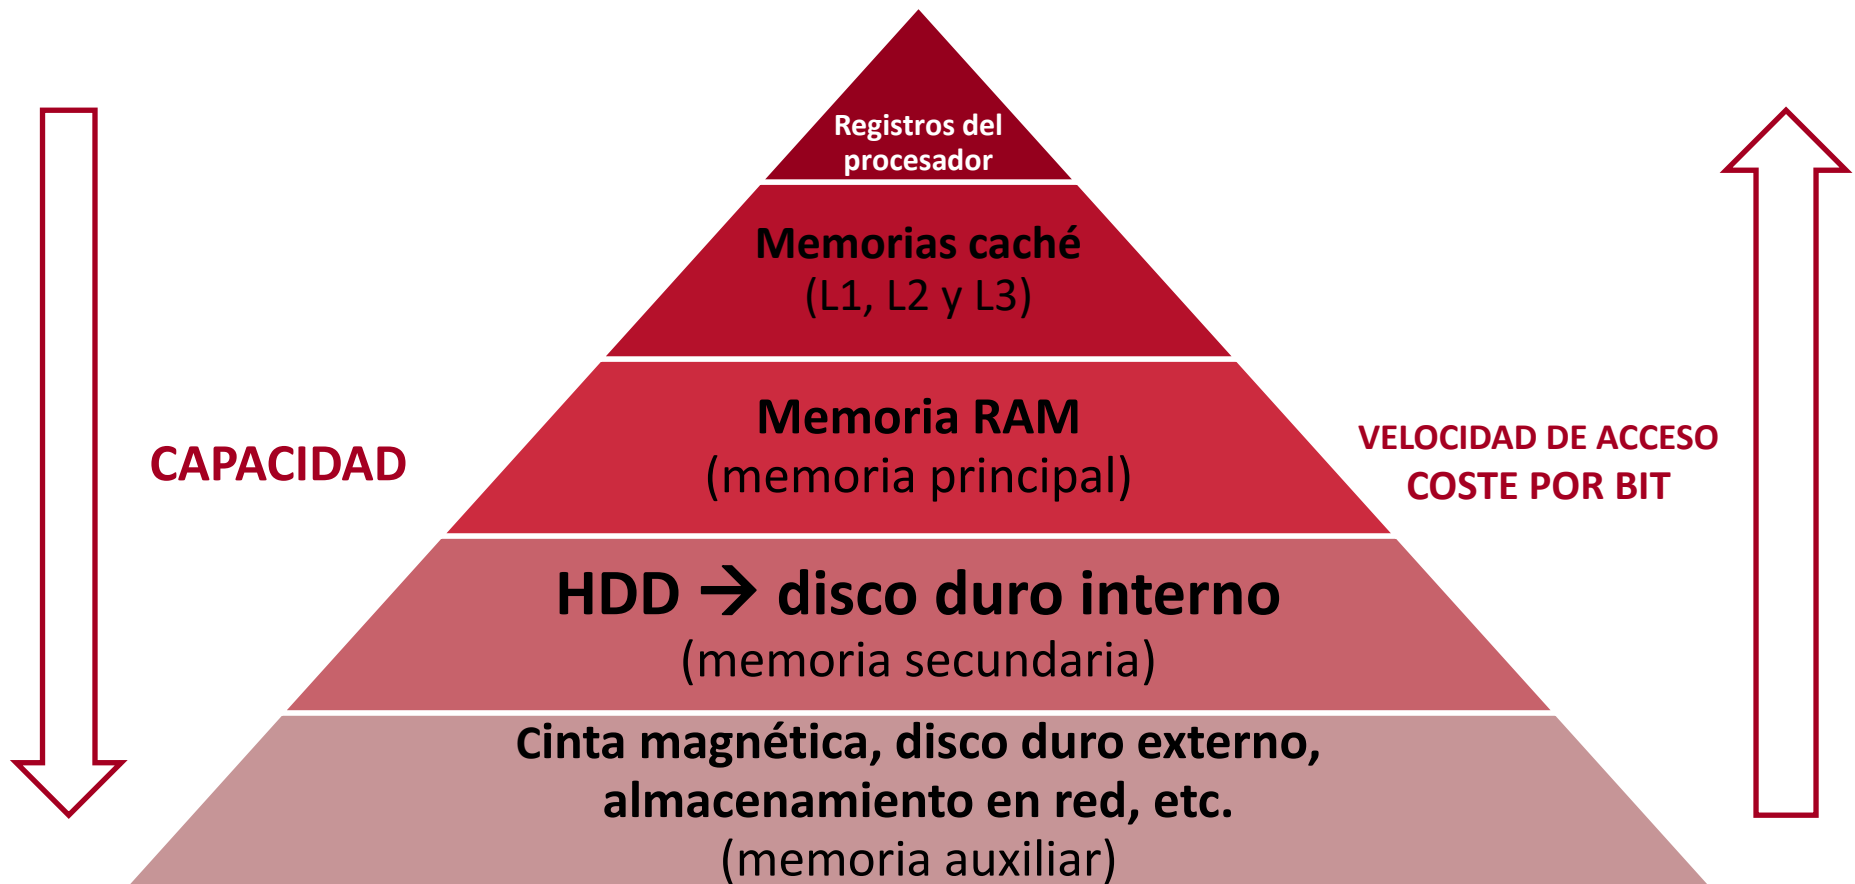 Registros del
procesador
Memorias caché
(L1, L2 y L3)
Memoria RAM
(memoria principal)
CAPACIDAD
VELOCIDAD DE ACCESO
COSTE POR BIT
HDD → disco duro interno
(memoria secundaria)
Cinta magnética, disco duro externo,
almacenamiento en red, etc.
(memoria auxiliar)